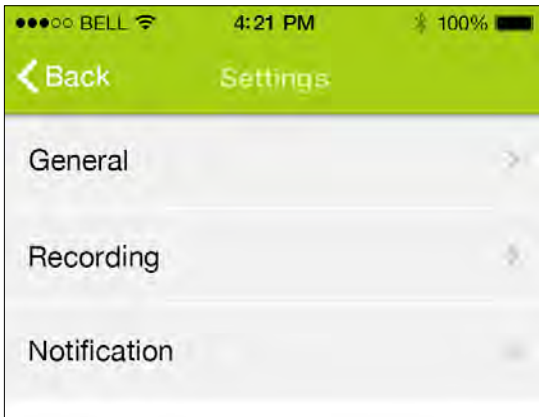 BELL 4:21 PM 100%
Back Settings
General
Recording
Notification